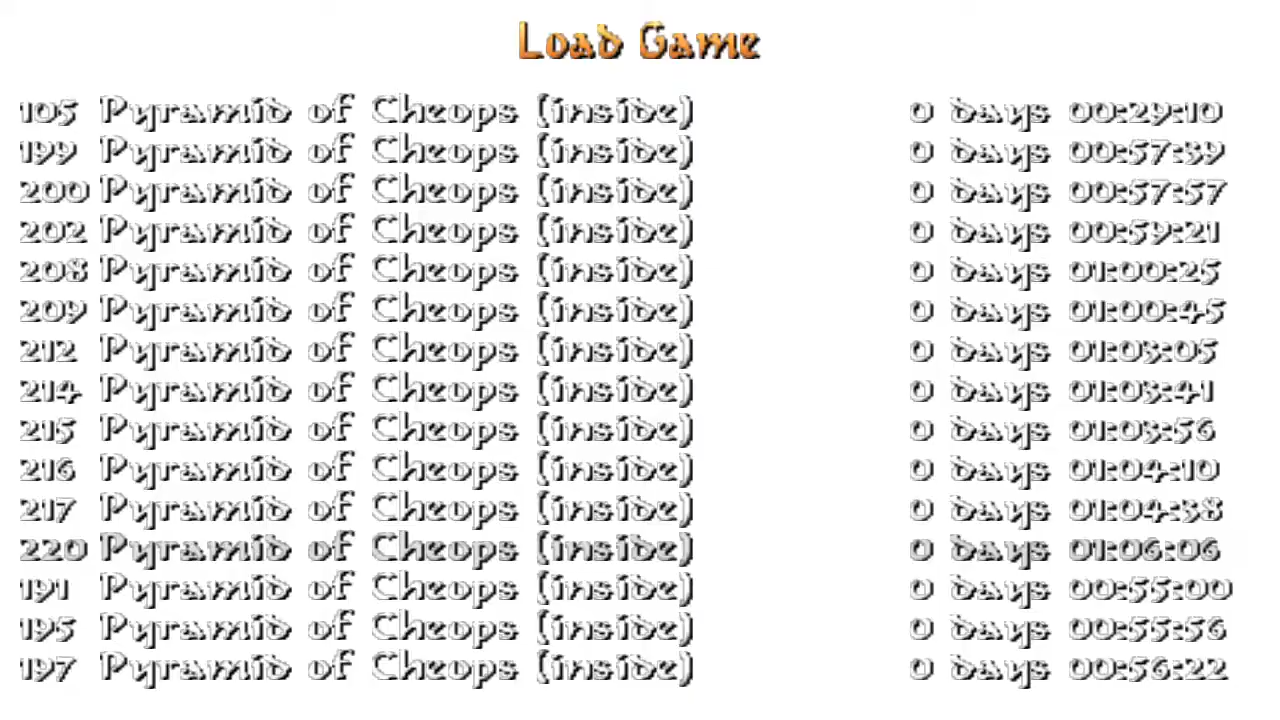 Load Game
105 Pyramid of Cheops (inside) 0 days 00:29:10
199 Pyramid of Cheops (inside) 0 days 00:57:39
200 Pyramid of Cheops (inside) 0 days 00:57:57
202 Pyramid of Cheops (inside) 0 days 00:59:21
208 Pyramid of Cheops (inside) 0 days 01:00:25
209 Pyramid of Cheops (inside) 0 days 01:00:45
212 Pyramid of Cheops (inside) 0 days 01:03:05
214 Pyramid of Cheops (inside) 0 days 01:03:41
215 Pyramid of Cheops (inside) 0 days 01:03:56
216 Pyramid of Cheops (inside) 0 days 01:04:10
217 Pyramid of Cheops (inside) 0 days 01:04:38
220 Pyramid of Cheops (inside) 0 days 01:06:06
191 Pyramid of Cheops (inside) 0 days 00:55:00
195 Pyramid of Cheops (inside) 0 days 00:55:56
197 Pyramid of Cheops (inside) 0 days 00:56:22